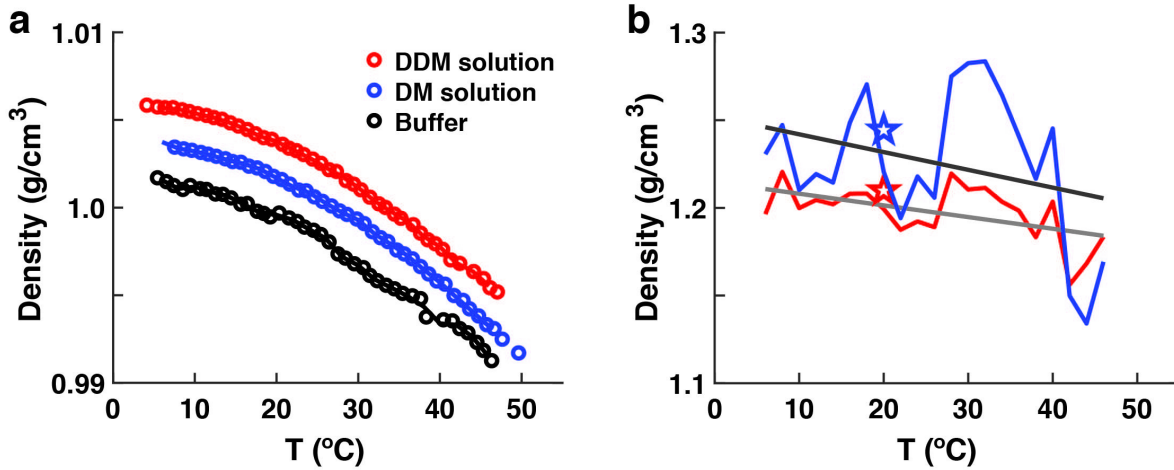 a
1.01
1.0
0.99
Density (g/cm³)
DDM solution
DM solution
Buffer
0 10 20 30 40 50
T (ºC)
b
1.3
1.2
1.1
Density (g/cm³)
0 10 20 30 40 50
T (ºC)